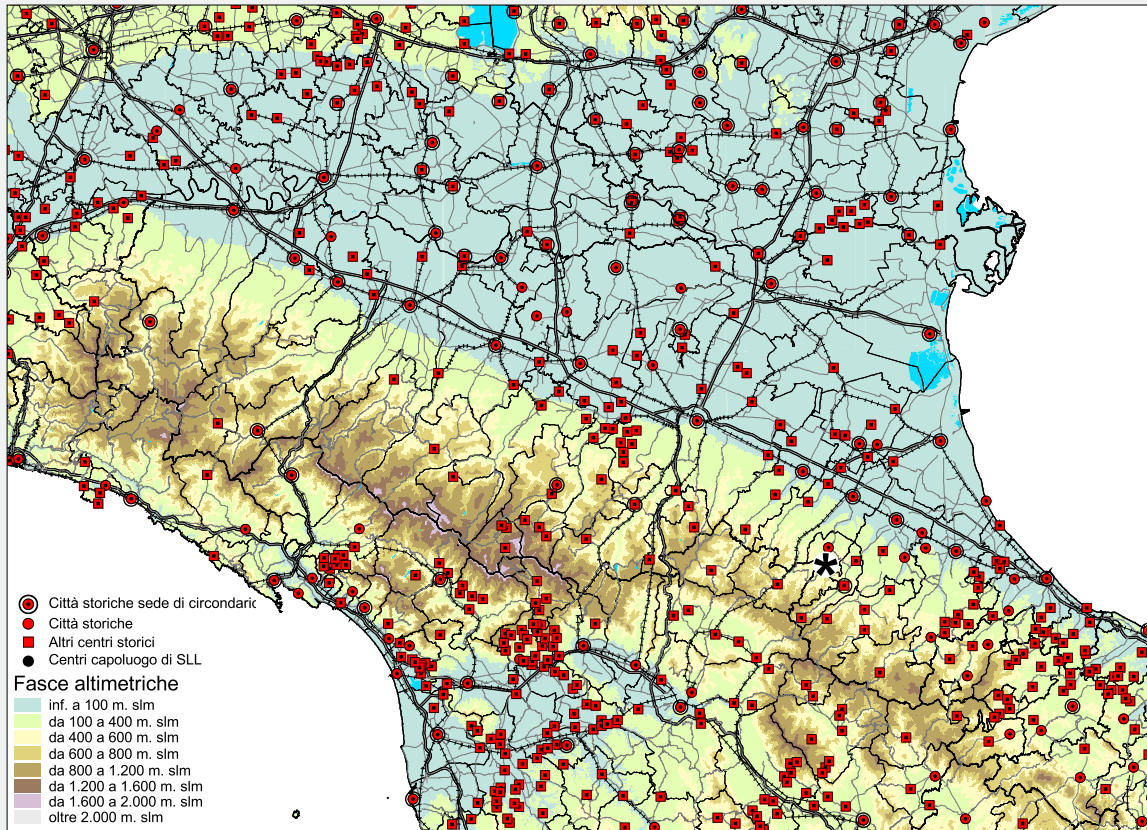 Città storiche sede di circondaric
Città storiche
Altri centri storici
Centri capoluogo di SLL
Fasce altimetriche
inf. a 100 m. slm
da 100 a 400 m. slm
da 400 a 600 m. slm
da 600 a 800 m. slm
da 800 a 1.200 m. slm
da 1.200 a 1.600 m. slm
da 1.600 a 2.000 m. slm
oltre 2.000 m. slm
*